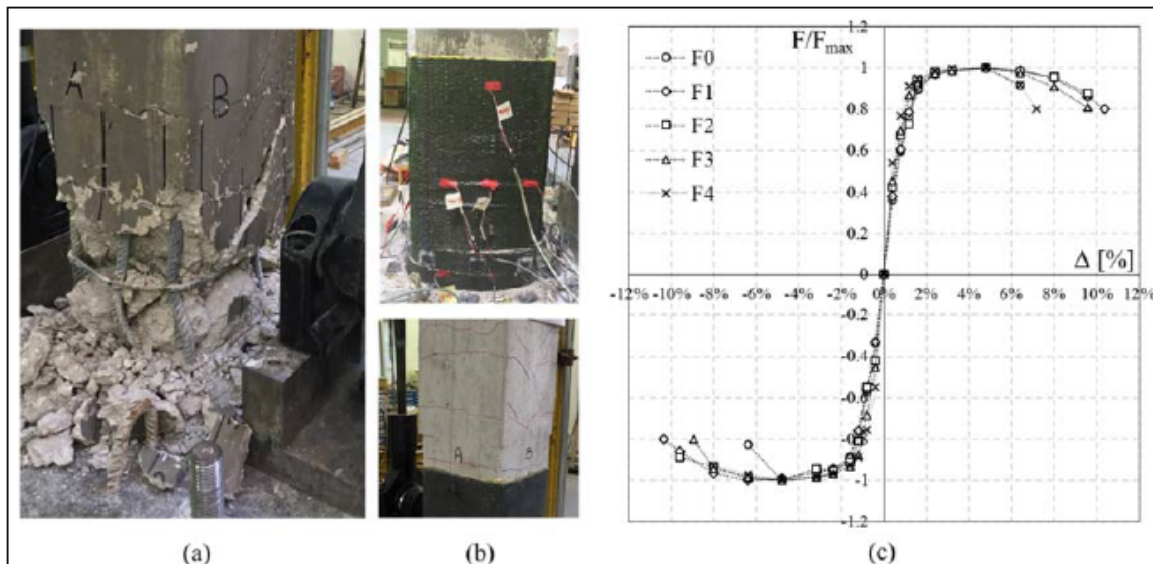 A
B
A
B
(a)
(b)
F/Fmax
F0
F1
F2
F3
F4
1.2
1
0.8
0.6
0.4
0.2
0
Δ [%]
-12% -10% -8% -6% -4% -2% 0% 2% 4% 6% 8% 10% 12%
-0.2
-0.4
-0.6
-0.8
-1
-1.2
(c)